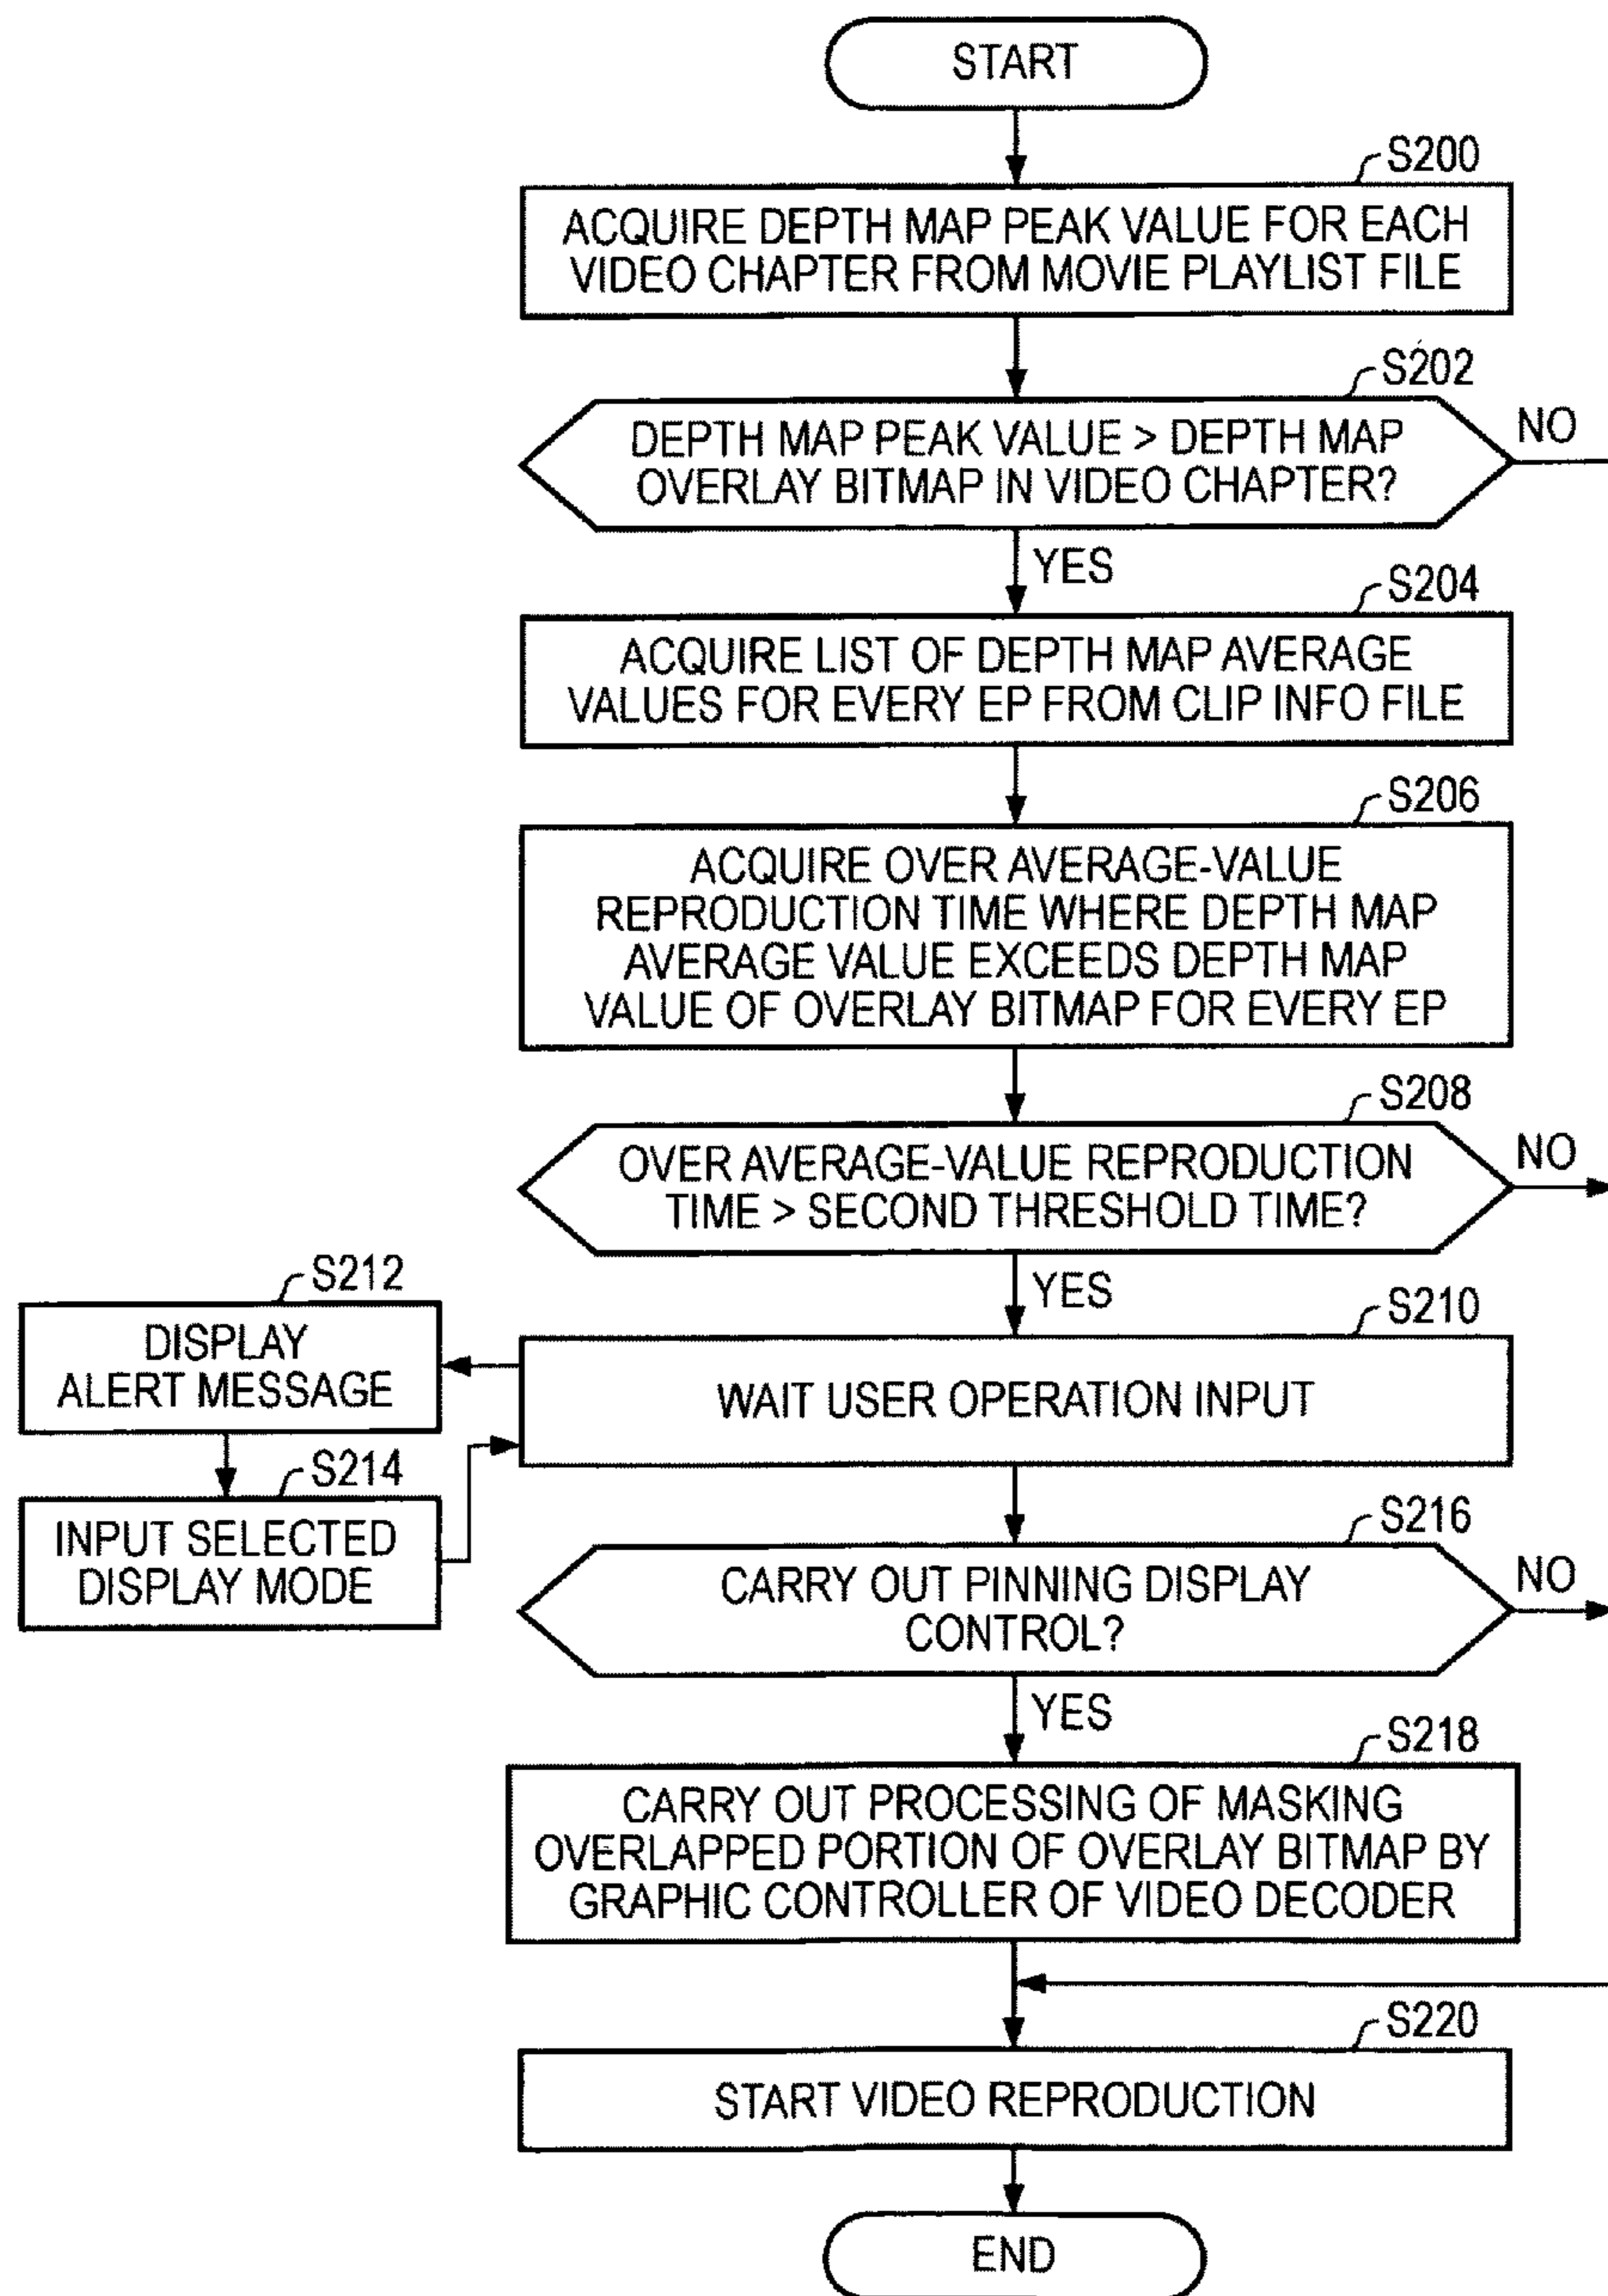 START
S200
ACQUIRE DEPTH MAP PEAK VALUE FOR EACH
VIDEO CHAPTER FROM MOVIE PLAYLIST FILE
S202
DEPTH MAP PEAK VALUE > DEPTH MAP
OVERLAY BITMAP IN VIDEO CHAPTER?
NO
YES
S204
ACQUIRE LIST OF DEPTH MAP AVERAGE
VALUES FOR EVERY EP FROM CLIP INFO FILE
S206
ACQUIRE OVER AVERAGE-VALUE
REPRODUCTION TIME WHERE DEPTH MAP
AVERAGE VALUE EXCEEDS DEPTH MAP
VALUE OF OVERLAY BITMAP FOR EVERY EP
S208
OVER AVERAGE-VALUE REPRODUCTION
TIME > SECOND THRESHOLD TIME?
NO
YES
S210
WAIT USER OPERATION INPUT
S212
DISPLAY
ALERT MESSAGE
S214
INPUT SELECTED
DISPLAY MODE
S216
CARRY OUT PINNING DISPLAY
CONTROL?
NO
YES
S218
CARRY OUT PROCESSING OF MASKING
OVERLAPPED PORTION OF OVERLAY BITMAP BY
GRAPHIC CONTROLLER OF VIDEO DECODER
S220
START VIDEO REPRODUCTION
END